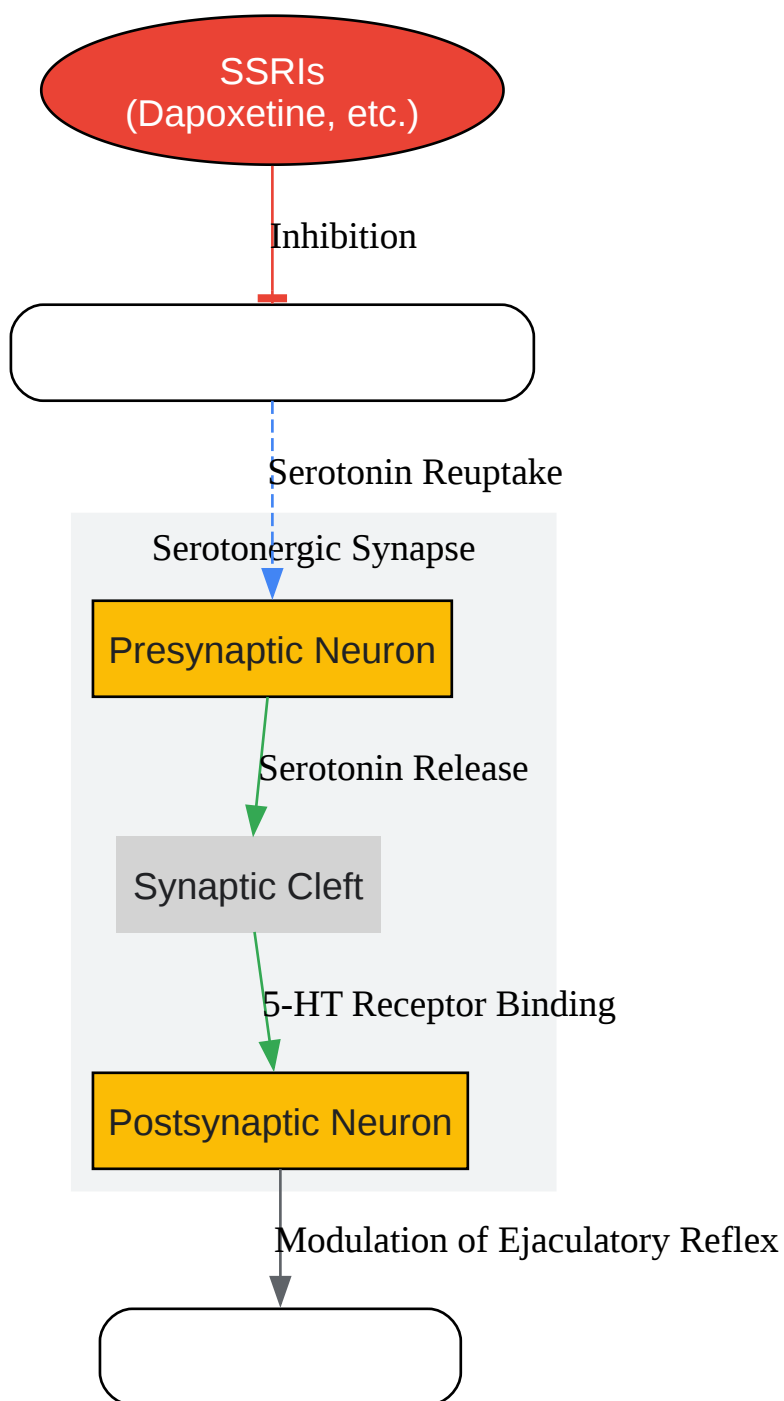 SSRIs
(Dapoxetine, etc.)
Inhibition
Serotonin Reuptake
Serotonergic Synapse
Presynaptic Neuron
Serotonin Release
Synaptic Cleft
5-HT Receptor Binding
Postsynaptic Neuron
Modulation of Ejaculatory Reflex